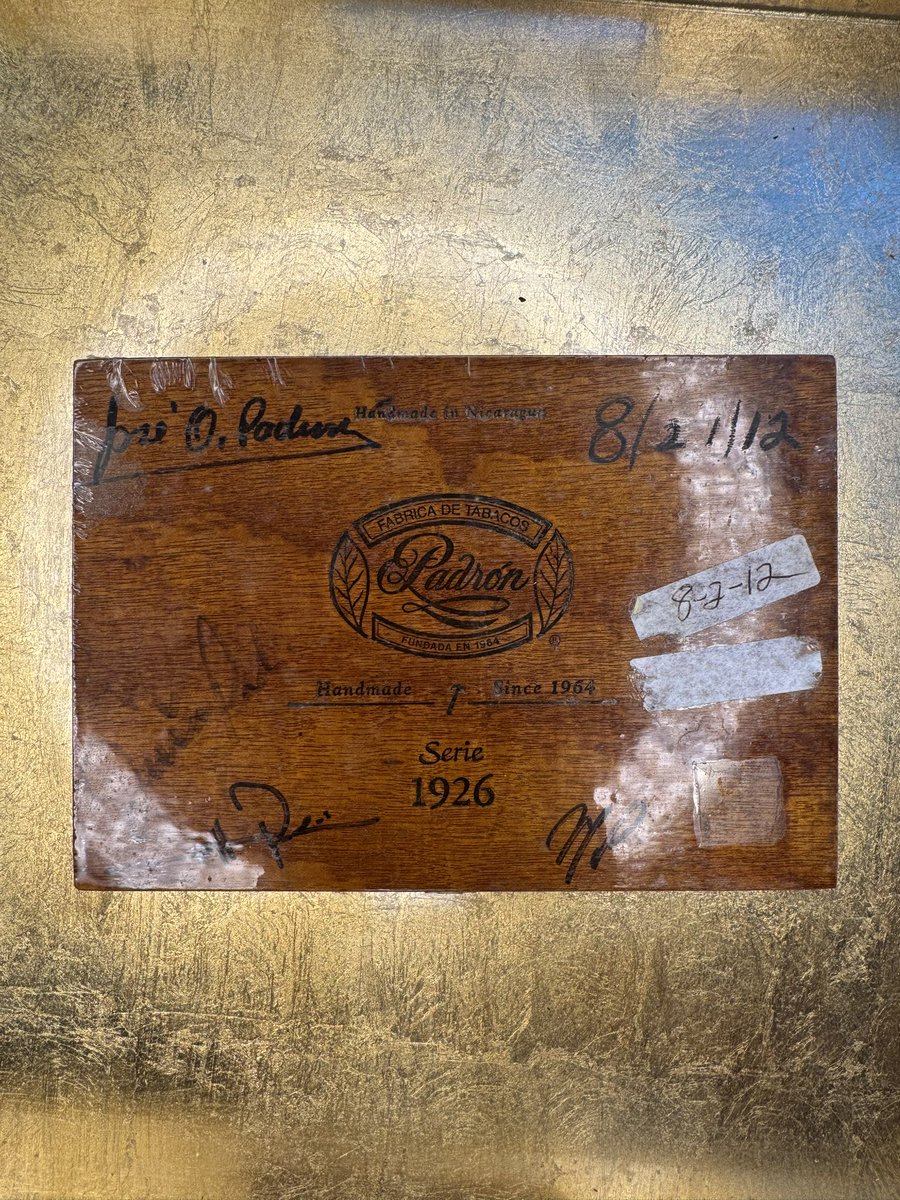 José O. Padrón
Handmade in Nicaragua
8/21/12
FABRICA DE TABACOS
Padrón
FUNDADA EN 1964
®
8-2-12
Handmade Since 1964
Serie
1926